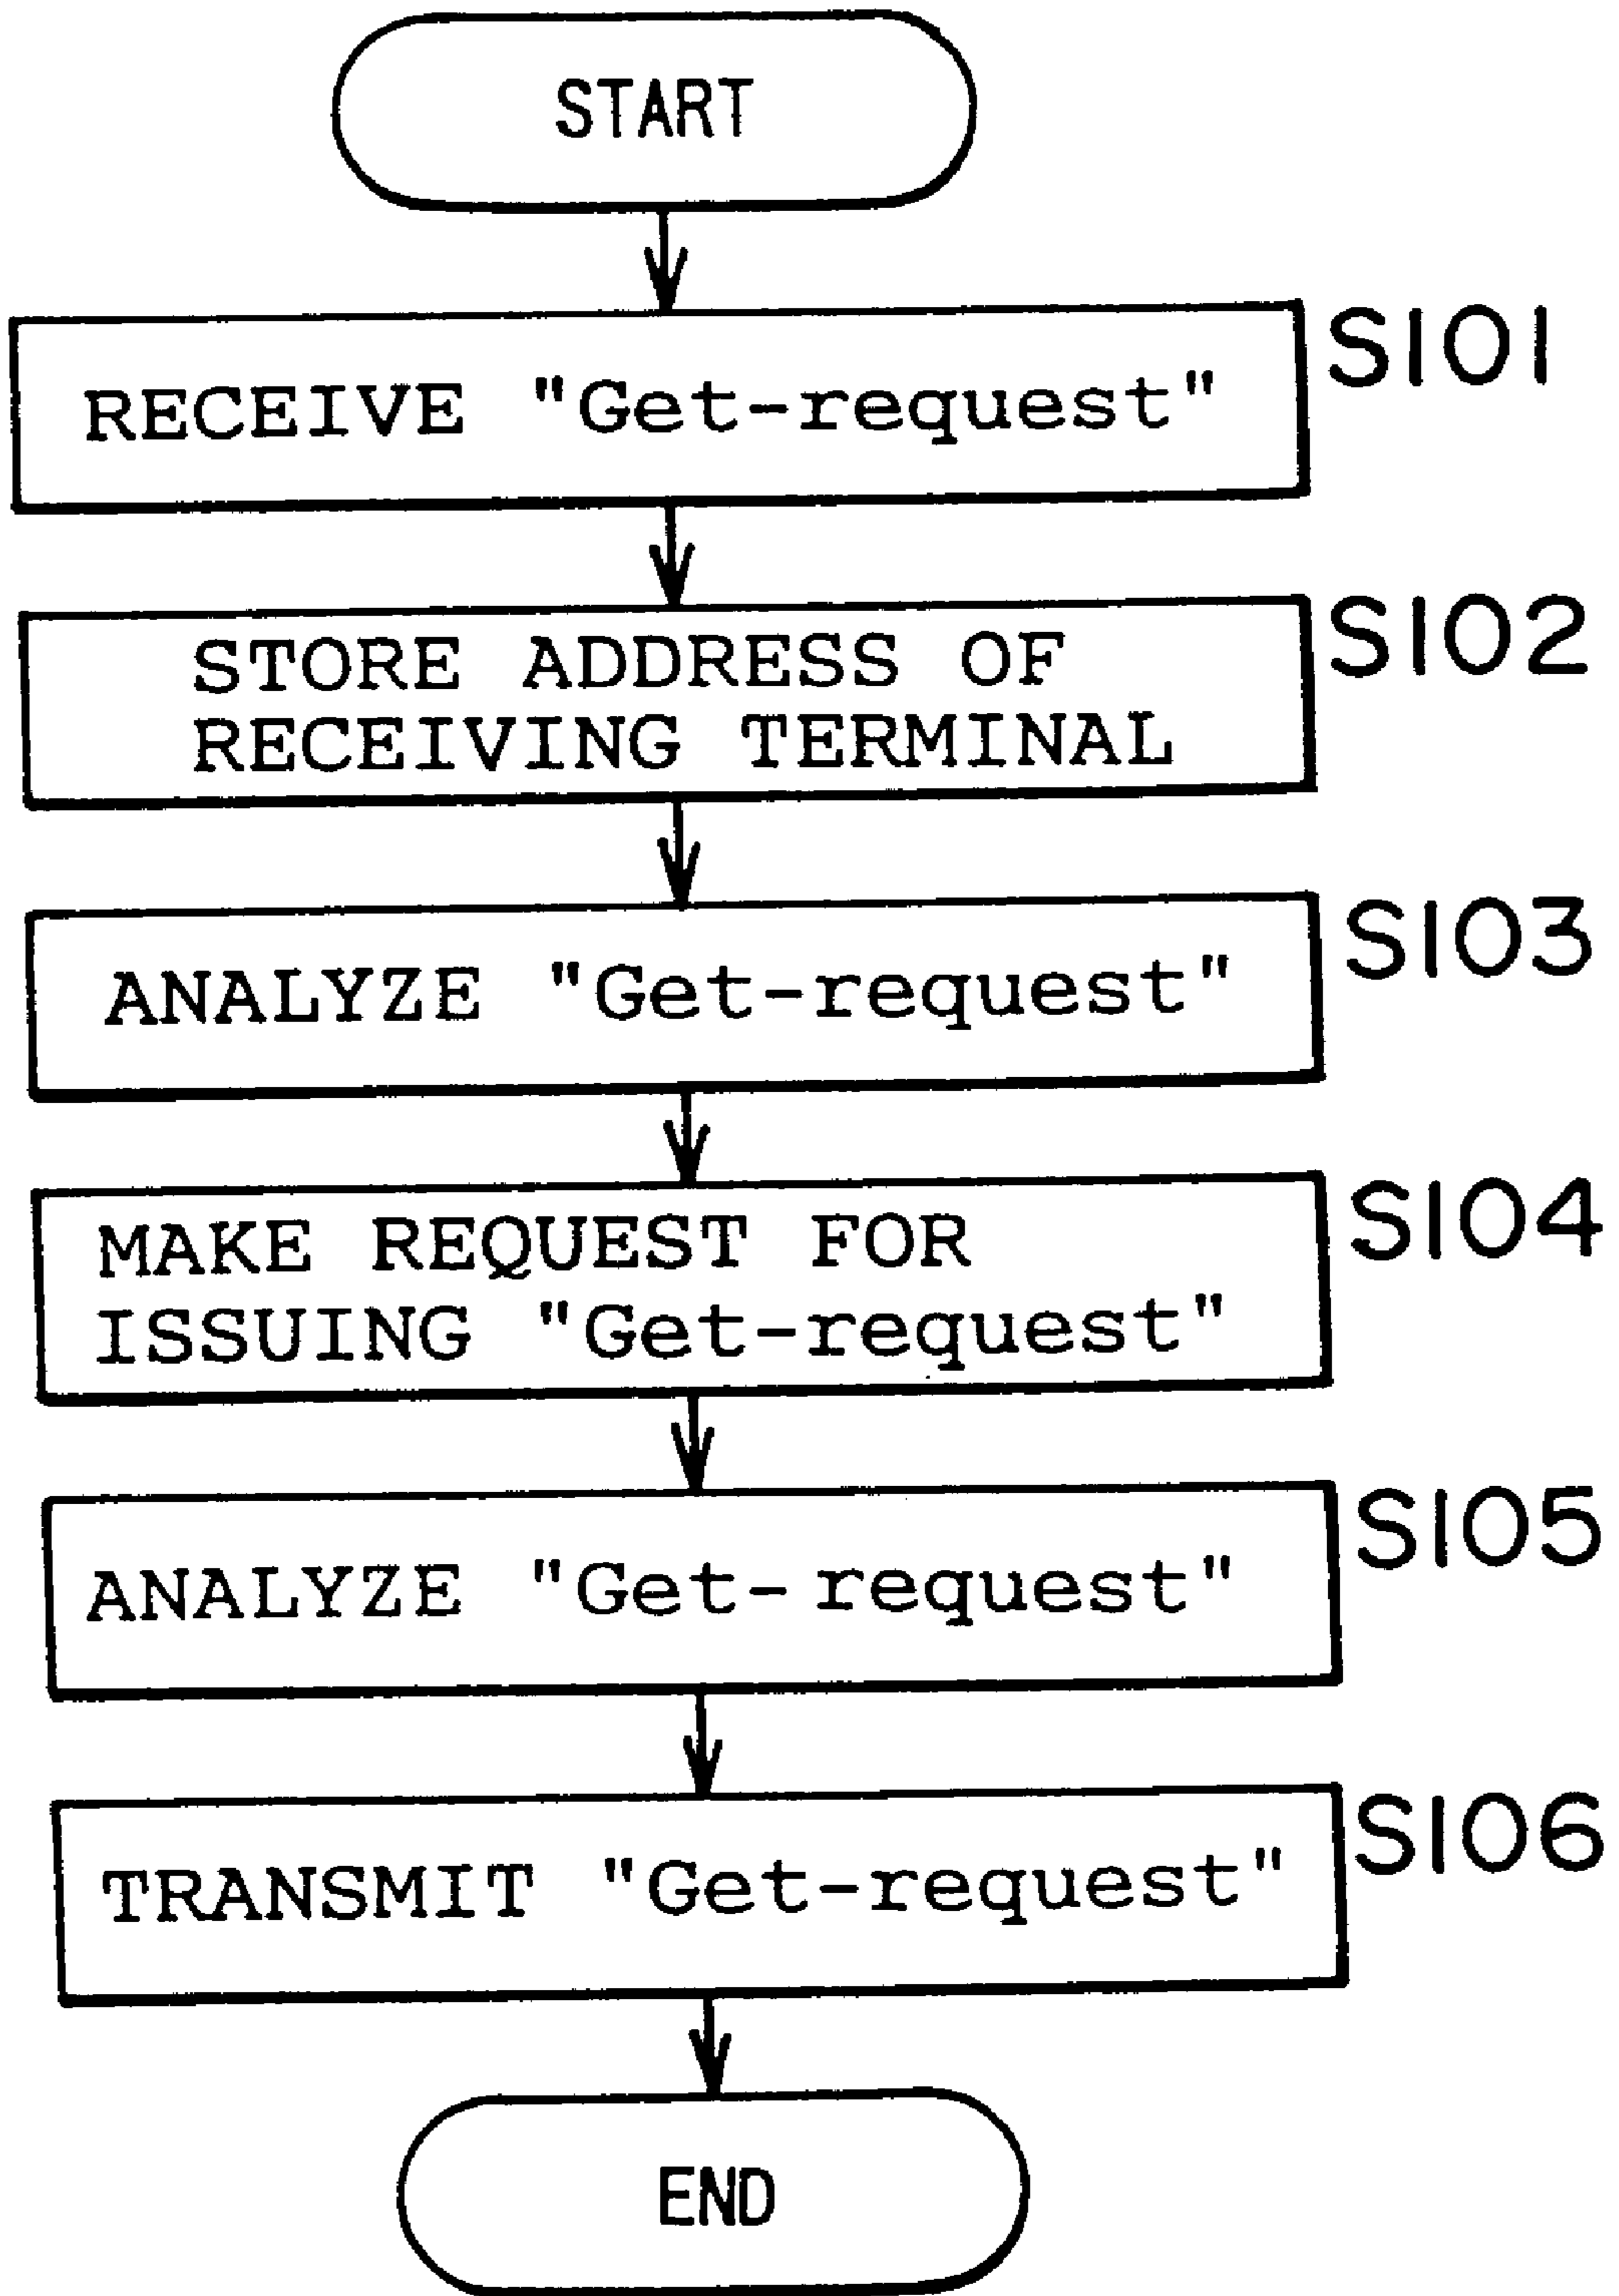 START
RECEIVE "Get-request"
S101
STORE ADDRESS OF
RECEIVING TERMINAL
S102
ANALYZE "Get-request"
S103
MAKE REQUEST FOR
ISSUING "Get-request"
S104
ANALYZE "Get-request"
S105
TRANSMIT "Get-request"
S106
END